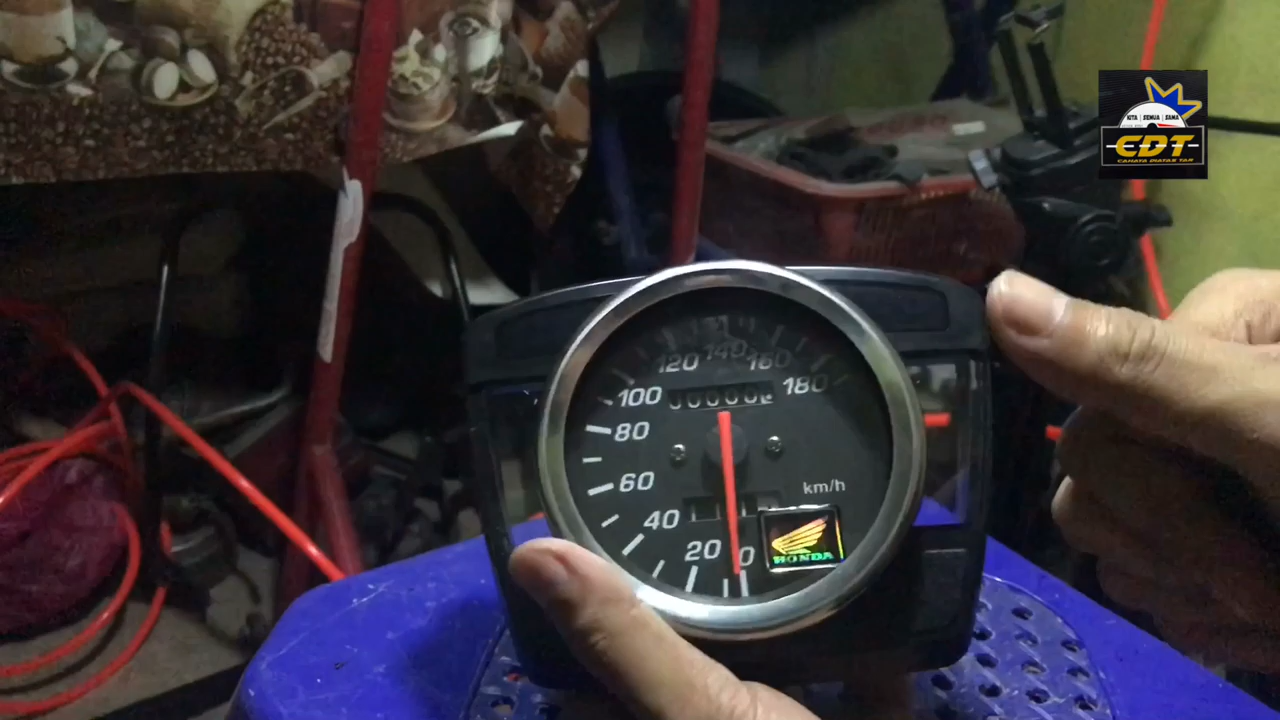 KITA | SEMUA | SAMA
CDT
CAHAYA DIATAS TAR
120 140 160
100 180
80
60
km/h
40
20 0
HONDA